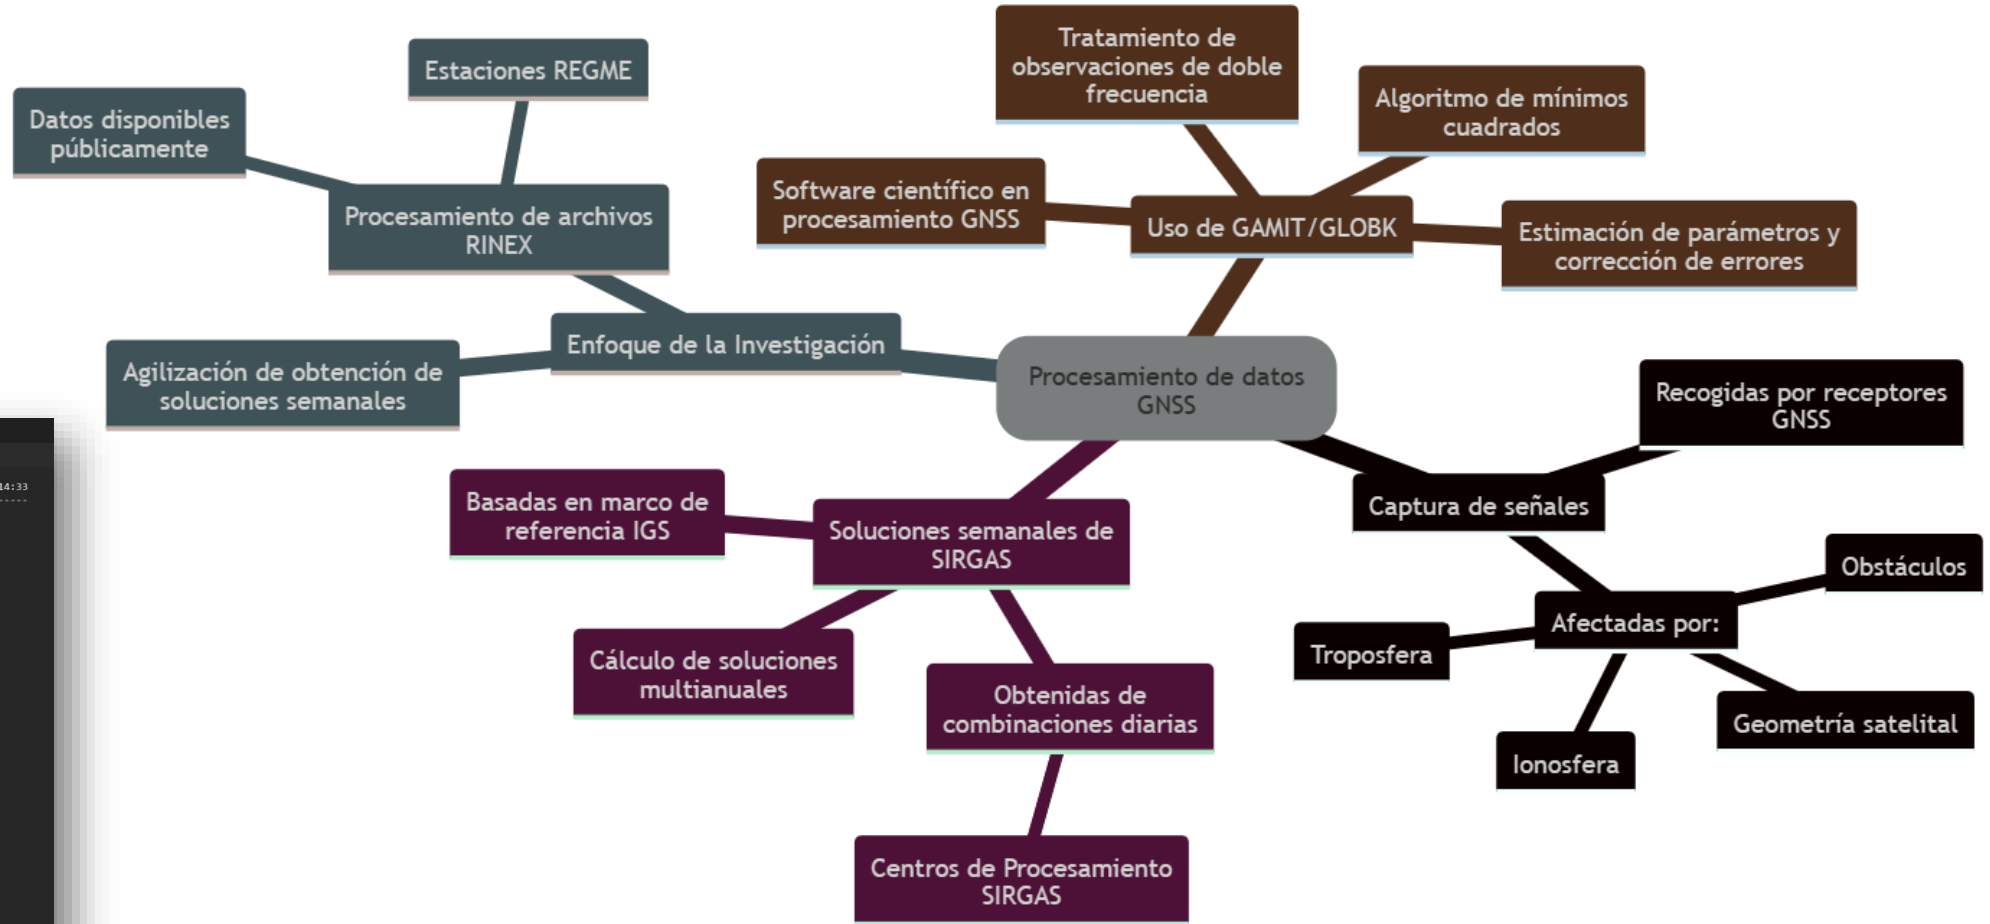 Estaciones REGME
Datos disponibles
públicamente
Procesamiento de archivos
RINEX
Enfoque de la Investigación
Agilización de obtención de
soluciones semanales
Tratamiento de
observaciones de doble
frecuencia
Algoritmo de mínimos
cuadrados
Software científico en
procesamiento GNSS
Uso de GAMIT/GLOBK
Estimación de parámetros y
corrección de errores
Procesamiento de datos
GNSS
Recogidas por receptores
GNSS
Captura de señales
Obstáculos
Afectadas por:
Troposfera
Geometría satelital
Ionosfera
Basadas en marco de
referencia IGS
Soluciones semanales de
SIRGAS
Cálculo de soluciones
multianuales
Obtenidas de
combinaciones diarias
Centros de Procesamiento
SIRGAS
14:33